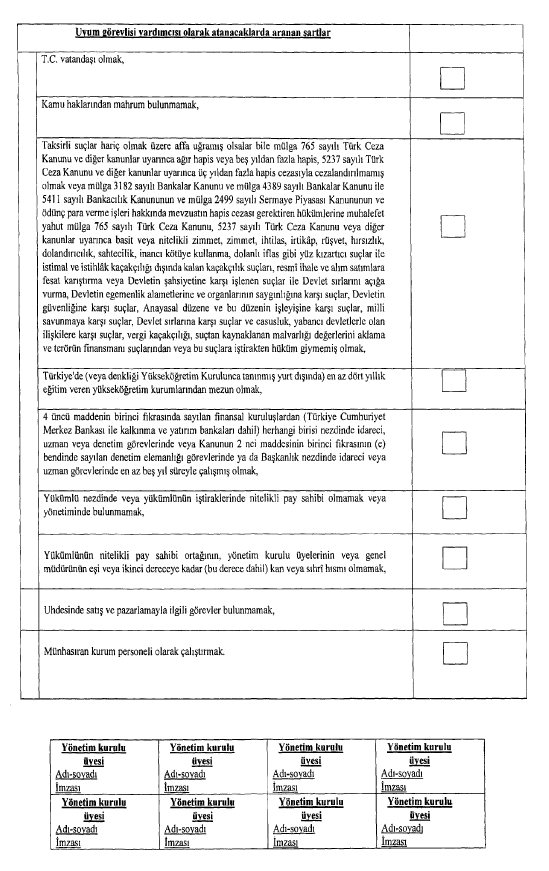 Uyum görevlisi yardımcısı olarak atanacaklarda aranan şartlar
T.C. vatandaşı olmak,
Kamu haklarından mahrum bulunmamak,
Taksirli suçlar hariç olmak üzere affa uğramış olsalar bile mülga 765 sayılı Türk Ceza
Kanunu ve diğer kanunlar uyarınca ağır hapis veya beş yıldan fazla hapis, 5237 sayılı Türk
Ceza Kanunu ve diğer kanunlar uyarınca üç yıldan fazla hapis cezasıyla cezalandırılmamış
olmak veya mülga 3182 sayılı Bankalar Kanunu ve mülga 4389 sayılı Bankalar Kanunu ile
5411 sayılı Bankacılık Kanununun ve mülga 2499 sayılı Sermaye Piyasası Kanununun ve
ödünç para verme işleri hakkında mevzuatın hapis cezası gerektiren hükümlerine muhalefet
yahut mülga 765 sayılı Türk Ceza Kanunu, 5237 sayılı Türk Ceza Kanunu veya diğer
kanunlar uyarınca basit veya nitelikli zimmet, zimmet, ihtilas, irtikâp, rüşvet, hırsızlık,
dolandırıcılık, sahtecilik, inancı kötüye kullanma, dolanlı iflas gibi yüz kızartıcı suçlar ile
istimal ve istihlâk kaçakçılığı dışında kalan kaçakçılık suçları, resmi ihale ve alım satımlara
fesat karıştırma veya Devletin şahsiyetine karşı işlenen suçlar ile Devlet sırlarını açığa
vurma, Devletin egemenlik alametlerine ve organlarının saygınlığına karşı suçlar, Devletin
güvenliğine karşı suçlar, Anayasal düzene ve bu düzenin işleyişine karşı suçlar, milli
savunmaya karşı suçlar, Devlet sırlarına karşı suçlar ve casusluk, yabancı devletlerle olan
ilişkilere karşı suçlar, vergi kaçakçılığı, suçtan kaynaklanan malvarlığı değerlerini aklama
ve terörün finansmanı suçlarından veya bu suçlara iştirakten hüküm giymemiş olmak,
Türkiye'de (veya denkliği Yükseköğretim Kurulunca tanınmış yurt dışında) en az dört yıllık
eğitim veren yükseköğretim kurumlarından mezun olmak,
4 üncü maddenin birinci fıkrasında sayılan finansal kuruluşlardan (Türkiye Cumhuriyet
Merkez Bankası ile kalkınma ve yatırım bankaları dahil) herhangi birisi nezdinde idareci,
uzman veya denetim görevlerinde veya Kanunun 2 nci maddesinin birinci fıkrasının (e)
bendinde sayılan denetim elemanlığı görevlerinde ya da Başkanlık nezdinde idareci veya
uzman görevlerinde en az beş yıl süreyle çalışmış olmak,
Yükümlü nezdinde veya yükümlünün iştiraklerinde nitelikli pay sahibi olmamak veya
yönetiminde bulunmamak,
Yükümlünün nitelikli pay sahibi ortağının, yönetim kurulu üyelerinin veya genel
müdürünün eşi veya ikinci dereceye kadar (bu derece dahil) kan veya sıhrî hısmı olmamak,
Uhdesinde satış ve pazarlamayla ilgili görevler bulunmamak,
Münhasıran kurum personeli olarak çalıştırmak.
Yönetim kurulu Yönetim kurulu Yönetim kurulu Yönetim kurulu
üyesi üyesi üyesi üyesi
Adı-soyadı Adı-soyadı Adı-soyadı Adı-soyadı
İmzası İmzası İmzası İmzası
Yönetim kurulu Yönetim kurulu Yönetim kurulu Yönetim kurulu
üyesi üyesi üyesi üyesi
Adı-soyadı Adı-soyadı Adı-soyadı Adı-soyadı
İmzası İmzası İmzası İmzası